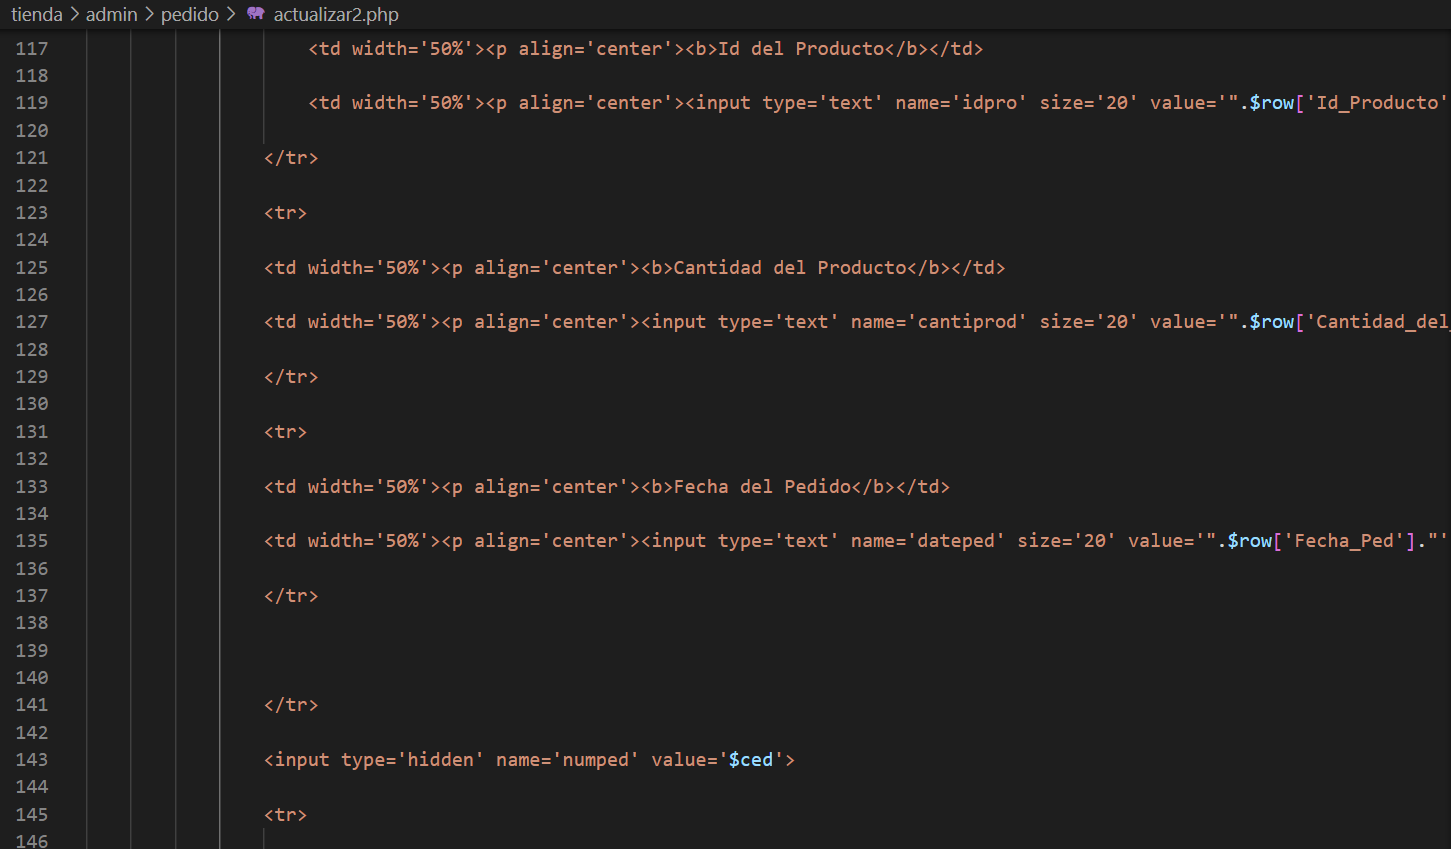 tienda > admin > pedido > actualizar2.php
117 <td width='50%'><p align='center'><b>Id del Producto</b></td>
118
119 <td width='50%'><p align='center'><input type='text' name='idpro' size='20' value='".$row['Id_Producto'
120
121 </tr>
122
123 <tr>
124
125 <td width='50%'><p align='center'><b>Cantidad del Producto</b></td>
126
127 <td width='50%'><p align='center'><input type='text' name='cantiprod' size='20' value='".$row['Cantidad_del_
128
129 </tr>
130
131 <tr>
132
133 <td width='50%'><p align='center'><b>Fecha del Pedido</b></td>
134
135 <td width='50%'><p align='center'><input type='text' name='dateped' size='20' value='".$row['Fecha_Ped']."'
136
137 </tr>
138
139
140
141 </tr>
142
143 <input type='hidden' name='numped' value='$ced'>
144
145 <tr>
146